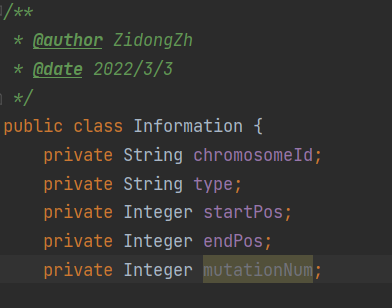 /**
 * @author ZidongZh
 * @date 2022/3/3
 */
public class Information {
    private String chromosomeId;
    private String type;
    private Integer startPos;
    private Integer endPos;
    private Integer mutationNum;